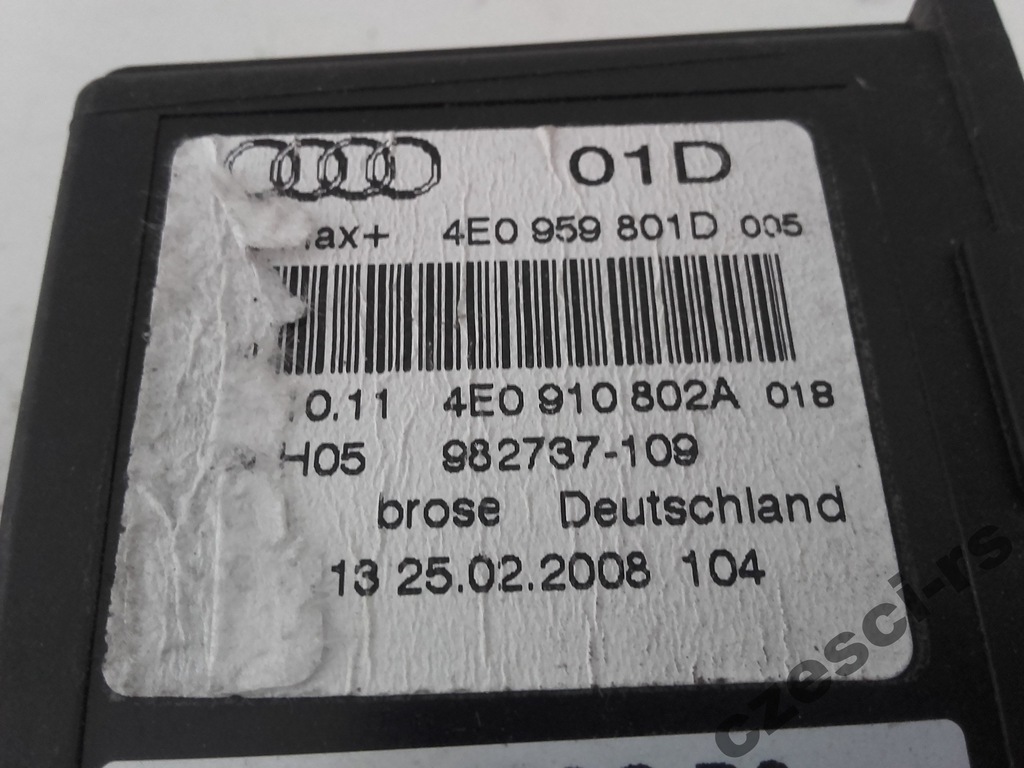 01D
ax+ 4E0 959 801D 005
0.11 4E0 910 802A 018
H05 982737-109
brose Deutschland
13 25.02.2008 104
czesci-rs